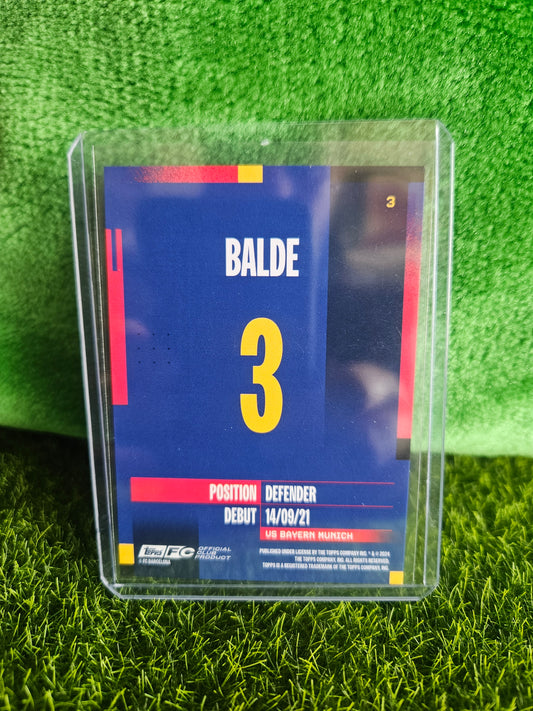 3
BALDE
3
POSITION DEFENDER
DEBUT 14/09/21
VS BAYERN MUNICH
Topps FC OFFICIAL CLUB PRODUCT
© FC BARCELONA
PUBLISHED UNDER LICENSE BY THE TOPPS COMPANY INC. ® & © 2024
THE TOPPS COMPANY, INC. ALL RIGHTS RESERVED.
TOPPS IS A REGISTERED TRADEMARK OF THE TOPPS COMPANY, INC.